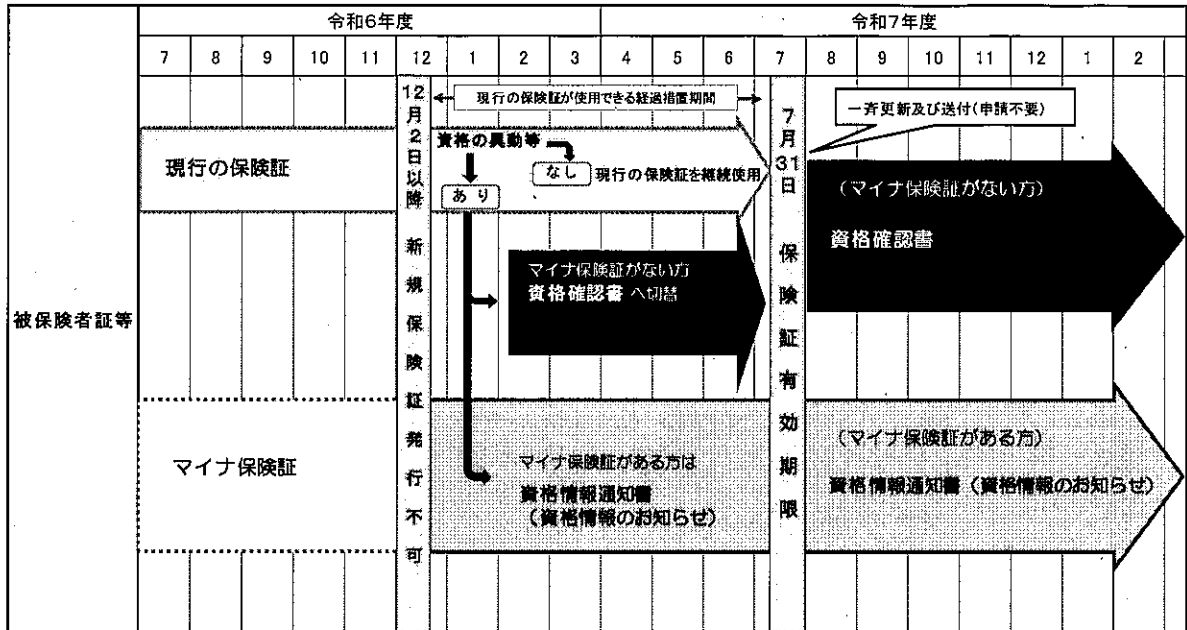 令和6年度
令和7年度
7 8 9 10 11 12 1 2 3 4 5 6 7 8 9 10 11 12 1 2
被保険者証等
現行の保険証
マイナ保険証
12月2日以降 新規保険証発行不可
現行の保険証が使用できる経過措置期間
資格の異動等
なし
現行の保険証を継続使用
あり
マイナ保険証がない方
資格確認書 へ切替
マイナ保険証がある方は
資格情報通知書
(資格情報のお知らせ)
7月31日 保険証有効期限
一斉更新及び送付(申請不要)
(マイナ保険証がない方)
資格確認書
(マイナ保険証がある方)
資格情報通知書(資格情報のお知らせ)